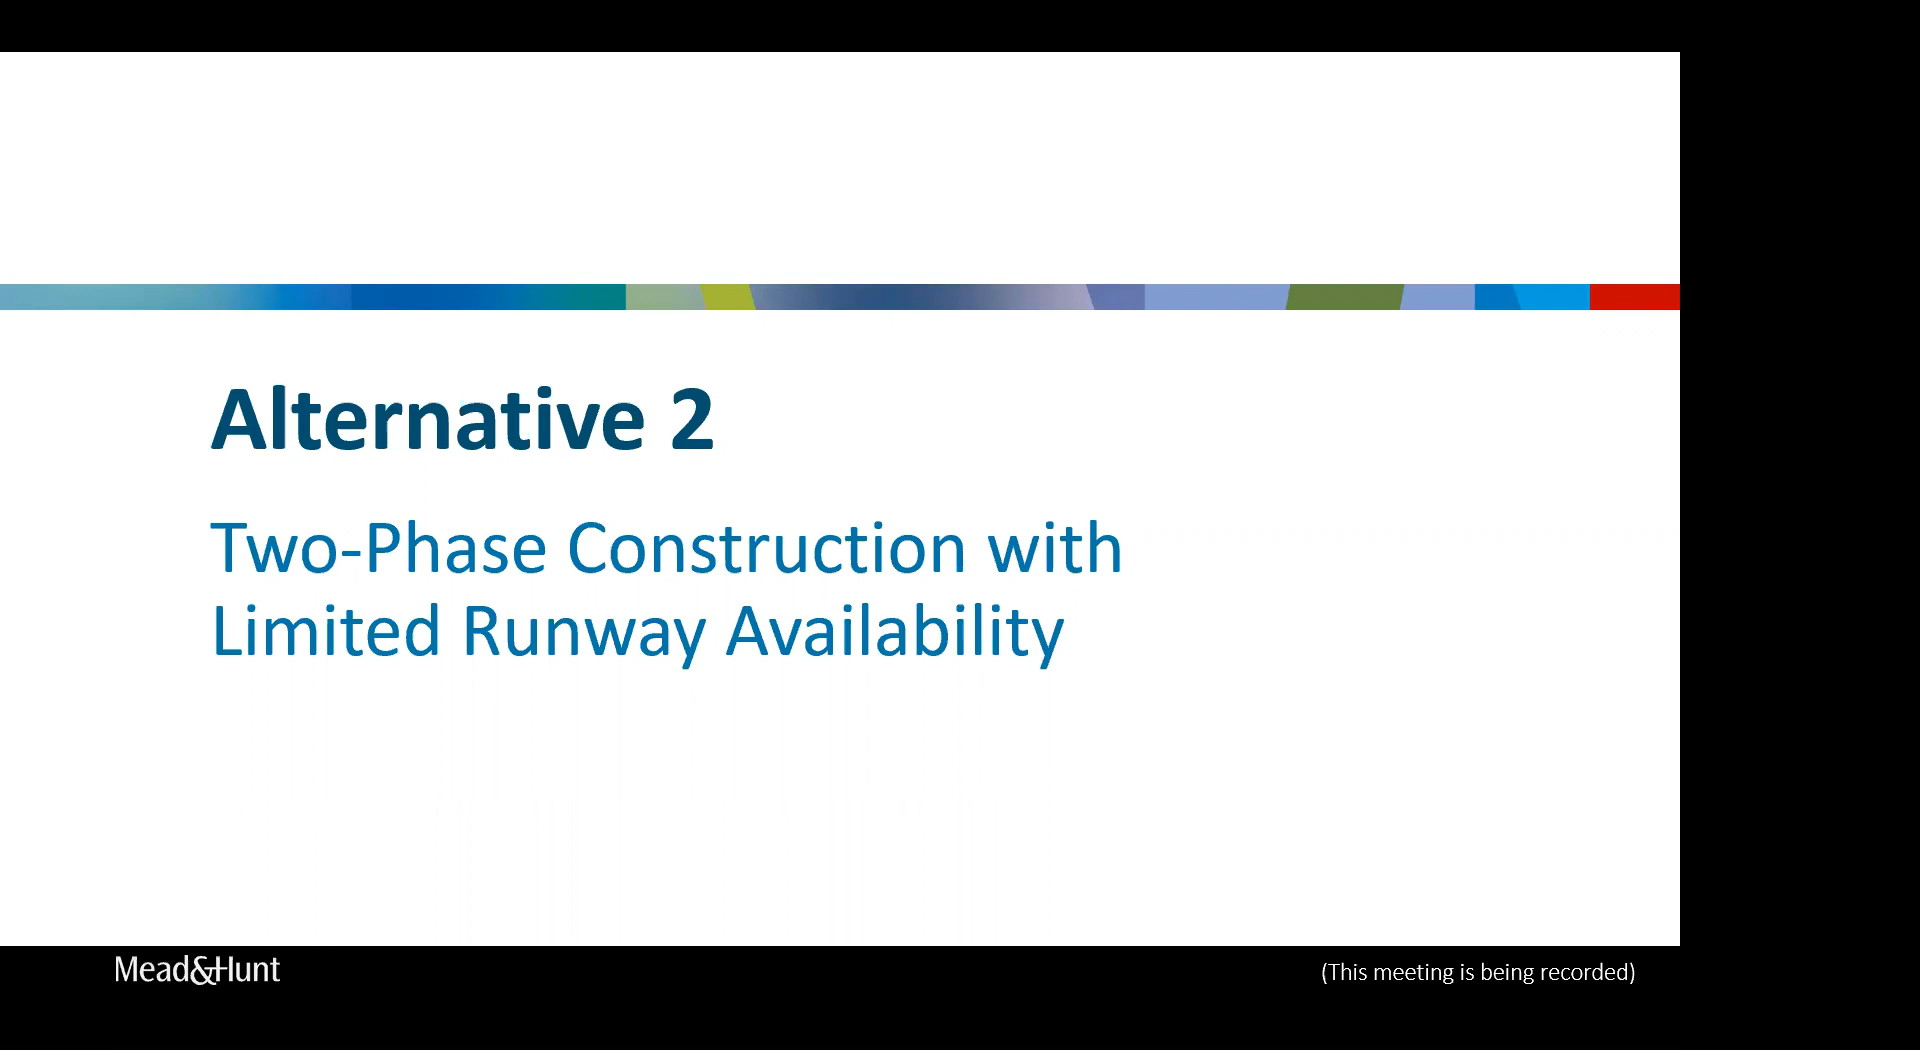 Alternative 2
Two-Phase Construction with
Limited Runway Availability
Mead&Hunt
(This meeting is being recorded)